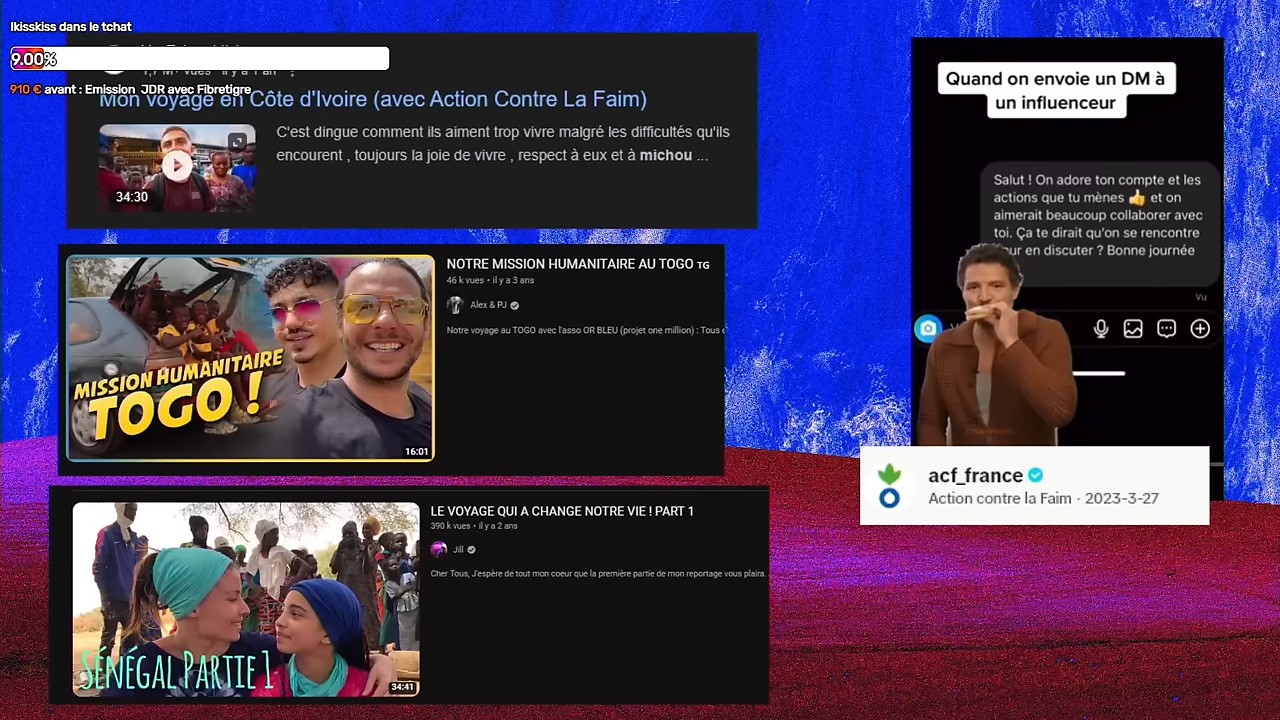 lkisskiss dans le tchat
9.00%
910 € avant : Emission JDR avec Fibretigre
1,7 M+ vues · il y a 1 an
Mon voyage en Côte d'Ivoire (avec Action Contre La Faim)
C'est dingue comment ils aiment trop vivre malgré les difficultés qu'ils
encourent , toujours la joie de vivre , respect à eux et à michou ...
34:30
NOTRE MISSION HUMANITAIRE AU TOGO TG
46 k vues • il y a 3 ans
Alex & PJ
Notre voyage au TOGO avec l'asso OR BLEU (projet one million) : Tous
MISSION HUMANITAIRE
TOGO !
16:01
LE VOYAGE QUI A CHANGE NOTRE VIE ! PART 1
390 k vues • il y a 2 ans
Jill
Cher Tous, J'espère de tout mon coeur que la première partie de mon reportage vous plaira.
SÉNÉGAL PARTIE 1
34:41
Quand on envoie un DM à
un influenceur
Salut ! On adore ton compte et les
actions que tu mènes 👍 et on
aimerait beaucoup collaborer avec
toi. Ça te dirait qu'on se rencontre
pour en discuter ? Bonne journée
Vu
acf_france
Action contre la Faim · 2023-3-27